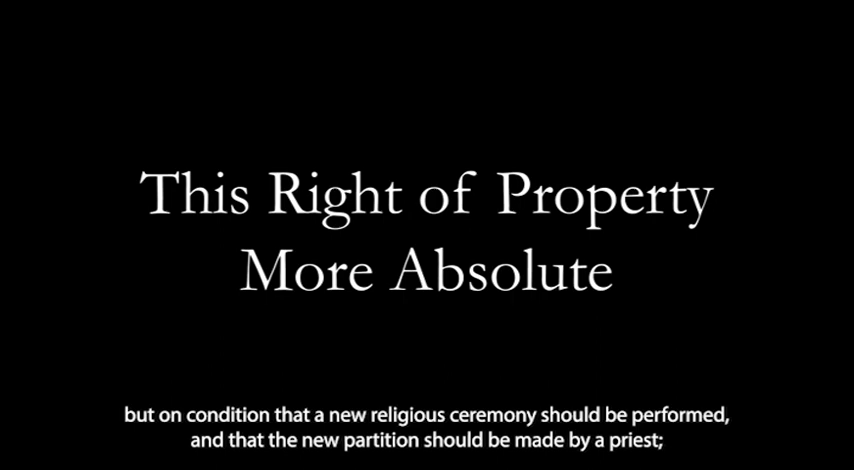 This Right of Property
More Absolute
but on condition that a new religious ceremony should be performed,
and that the new partition should be made by a priest;